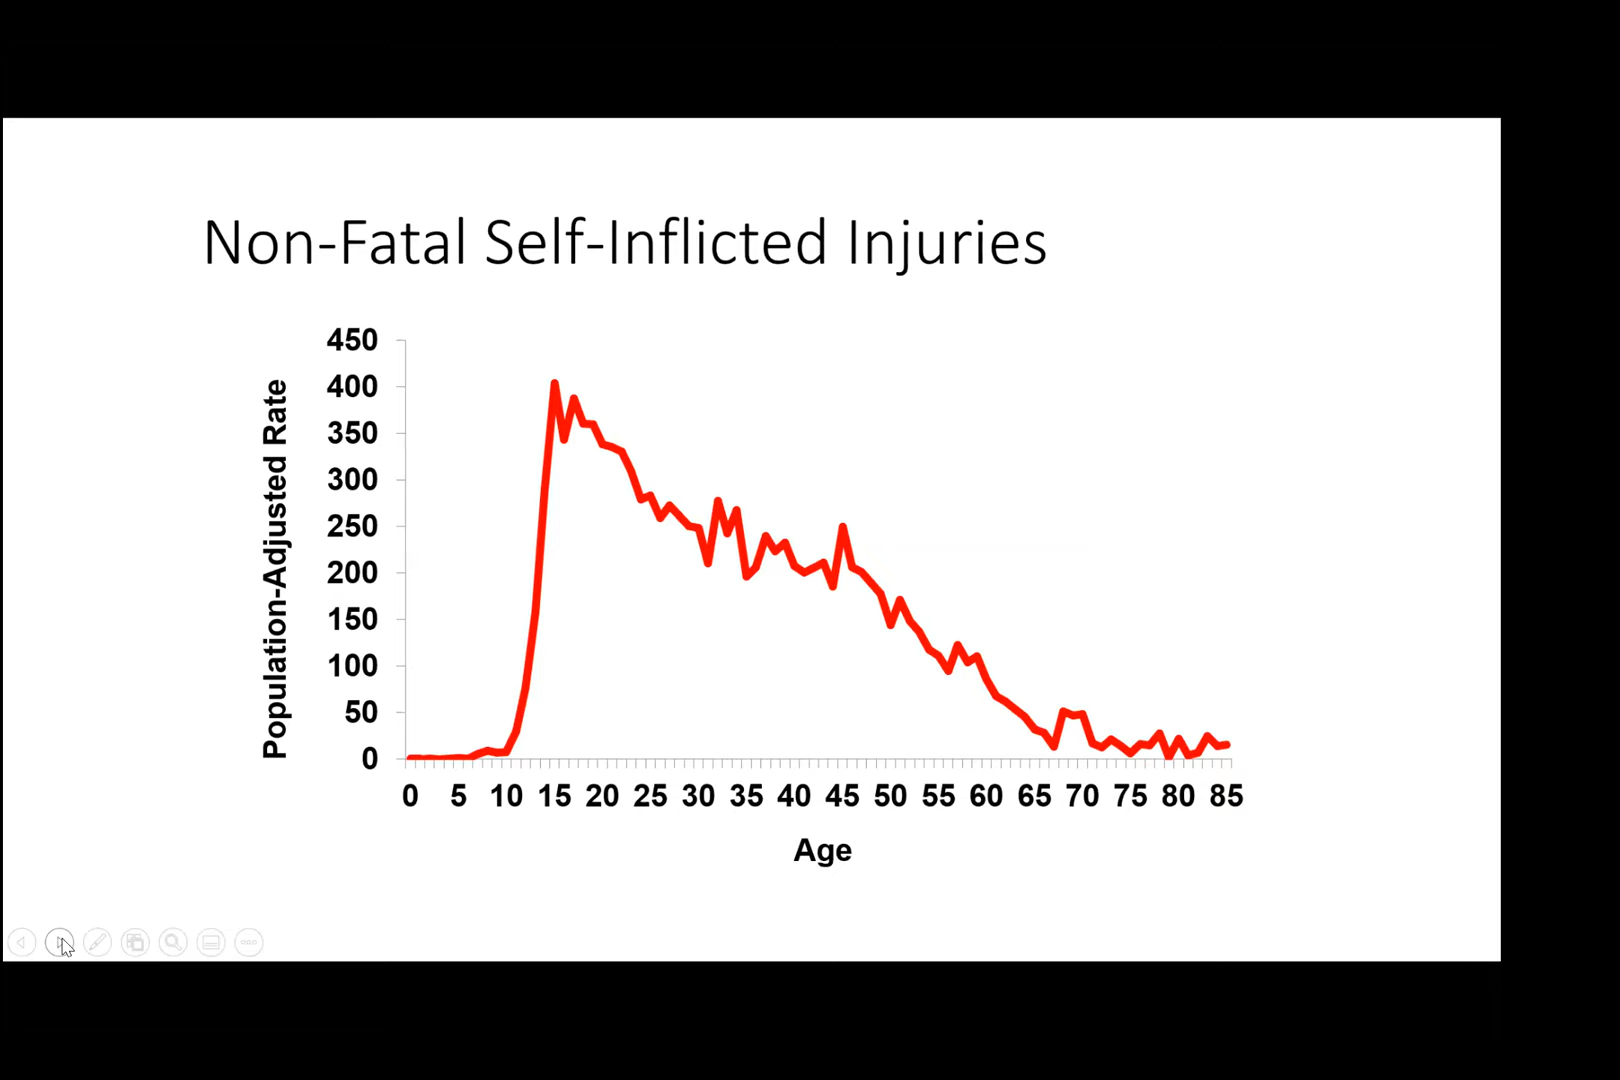 Non-Fatal Self-Inflicted Injuries
Population-Adjusted Rate
450
400
350
300
250
200
150
100
50
0
0 5 10 15 20 25 30 35 40 45 50 55 60 65 70 75 80 85
Age